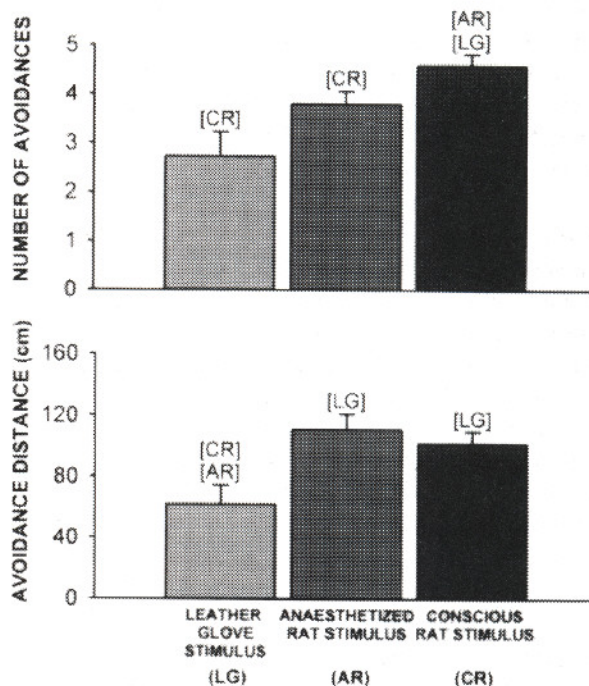 NUMBER OF AVOIDANCES
5
4
3
2
1
0
[CR]
[CR]
[AR]
[LG]
AVOIDANCE DISTANCE (cm)
160
120
80
40
0
[CR]
[AR]
[LG]
[LG]
LEATHER
GLOVE
STIMULUS
(LG)
ANAESTHETIZED
RAT STIMULUS
(AR)
CONSCIOUS
RAT STIMULUS
(CR)